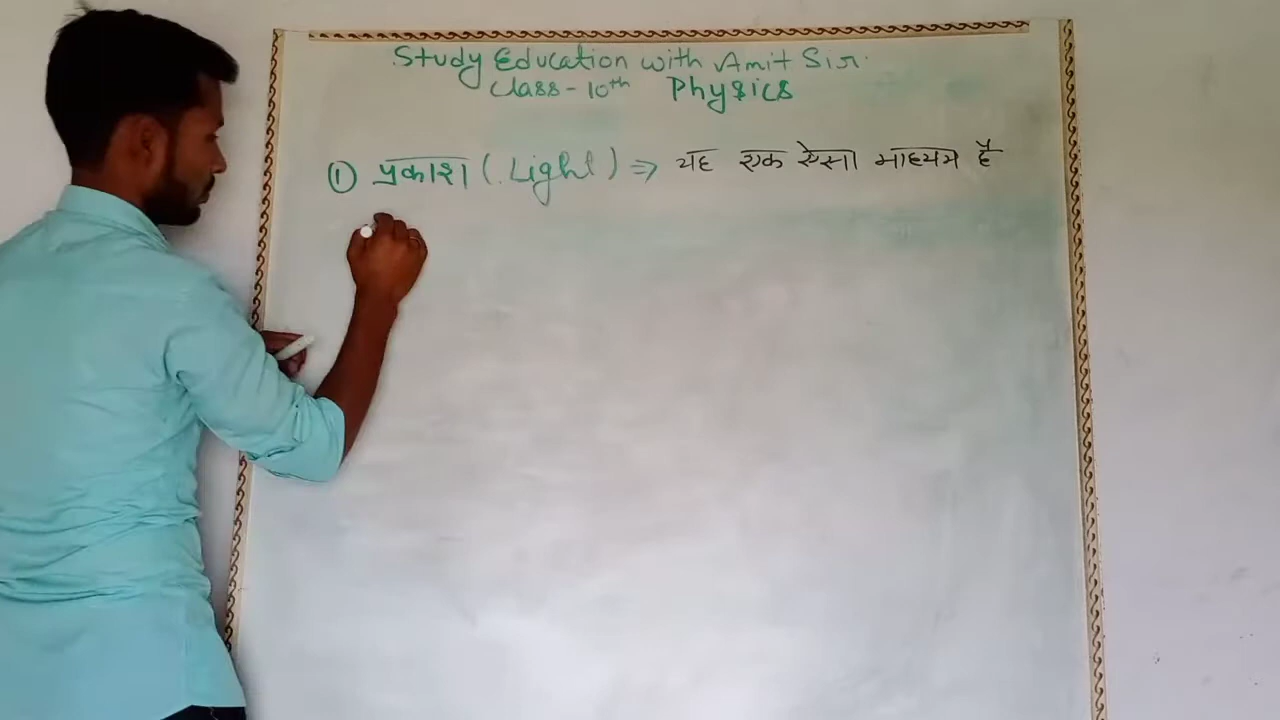 Study Education with Amit Sir.
Class - 10th Physics
① प्रकाश (Light) ⇒ यह एक ऐसा माध्यम है